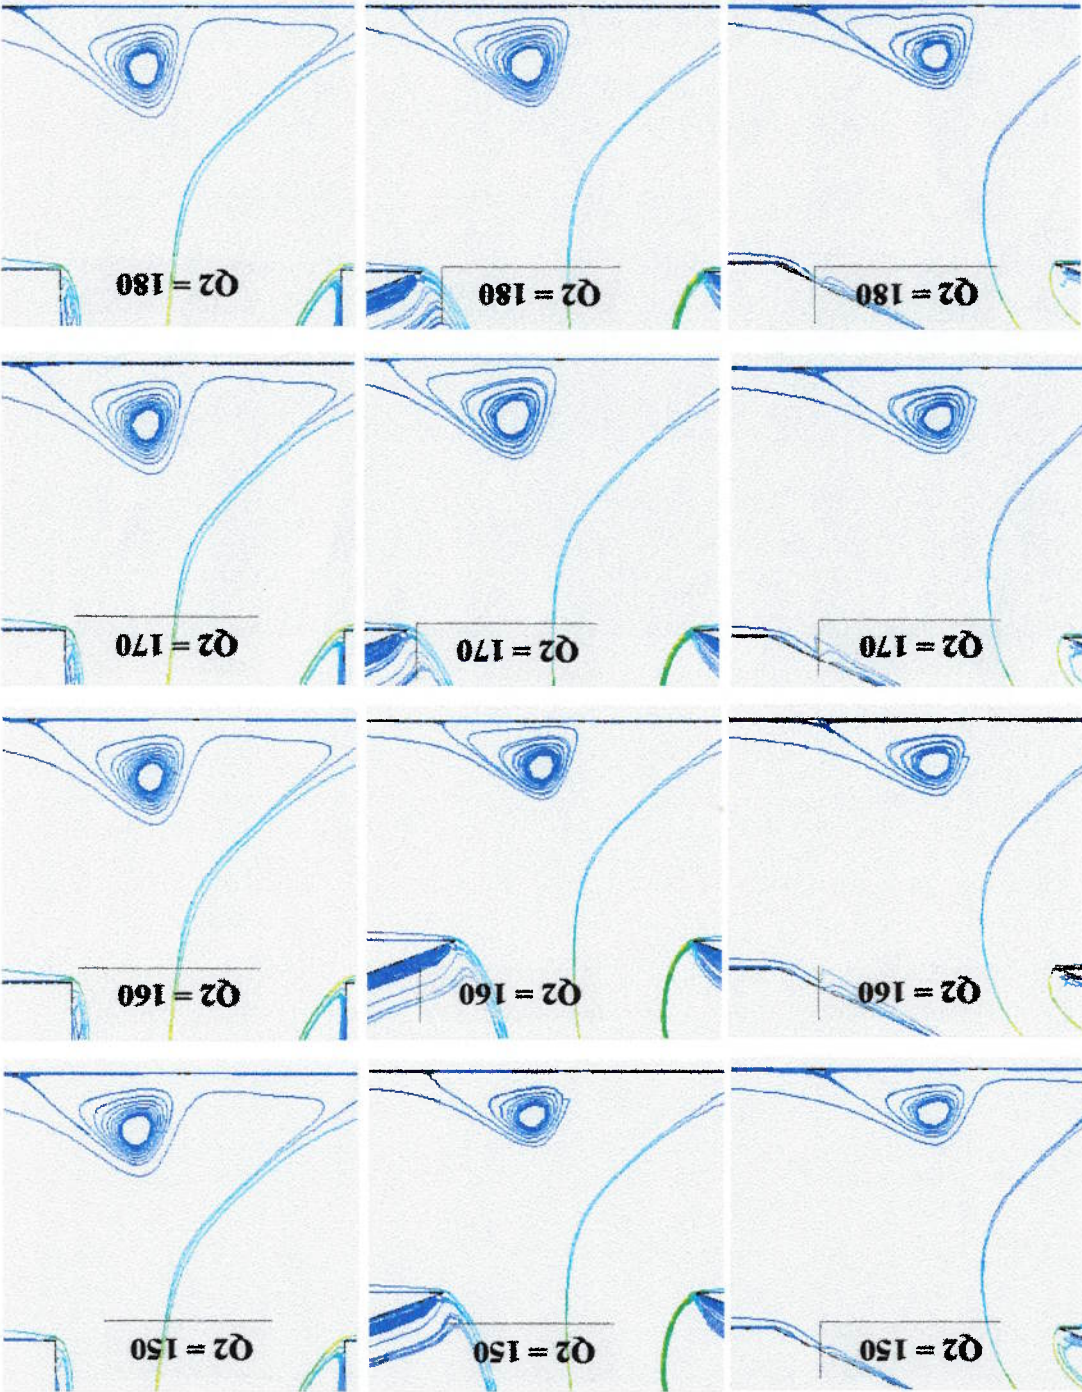 Q2 = 150
Q2 = 150
Q2 = 150
Q2 = 160
Q2 = 160
Q2 = 160
Q2 = 170
Q2 = 170
Q2 = 170
Q2 = 180
Q2 = 180
Q2 = 180